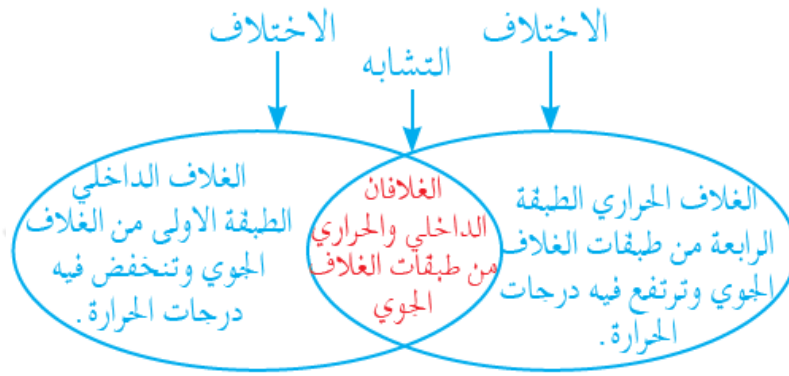 الاختلاف
التشابه
الاختلاف
الغلاف الحراري الطبقة
الرابعة من طبقات الغلاف
الجوي وترتفع فيه درجات
الحرارة .
الغلافان
الداخلي والحراري
من طبقات الغلاف
الجوي
الغلاف الداخلي
الطبقة الاولى من الغلاف
الجوي وتنخفض فيه
درجات الحرارة .